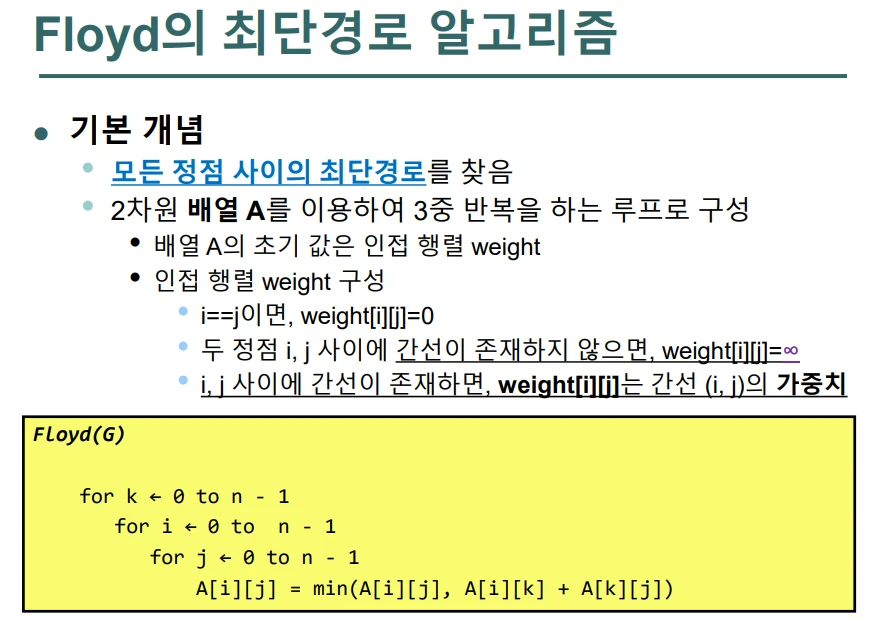 Floyd의 최단경로 알고리즘
● 기본 개념
● 모든 정점 사이의 최단경로를 찾음
● 2차원 배열 A를 이용하여 3중 반복을 하는 루프로 구성
● 배열 A의 초기 값은 인접 행렬 weight
● 인접 행렬 weight 구성
● i==j이면, weight[i][j]=0
● 두 정점 i, j 사이에 간선이 존재하지 않으면, weight[i][j]=∞
● i, j 사이에 간선이 존재하면, weight[i][j]는 간선 (i, j)의 가중치
Floyd(G)
for k ← 0 to n - 1
for i ← 0 to n - 1
for j ← 0 to n - 1
A[i][j] = min(A[i][j], A[i][k] + A[k][j])